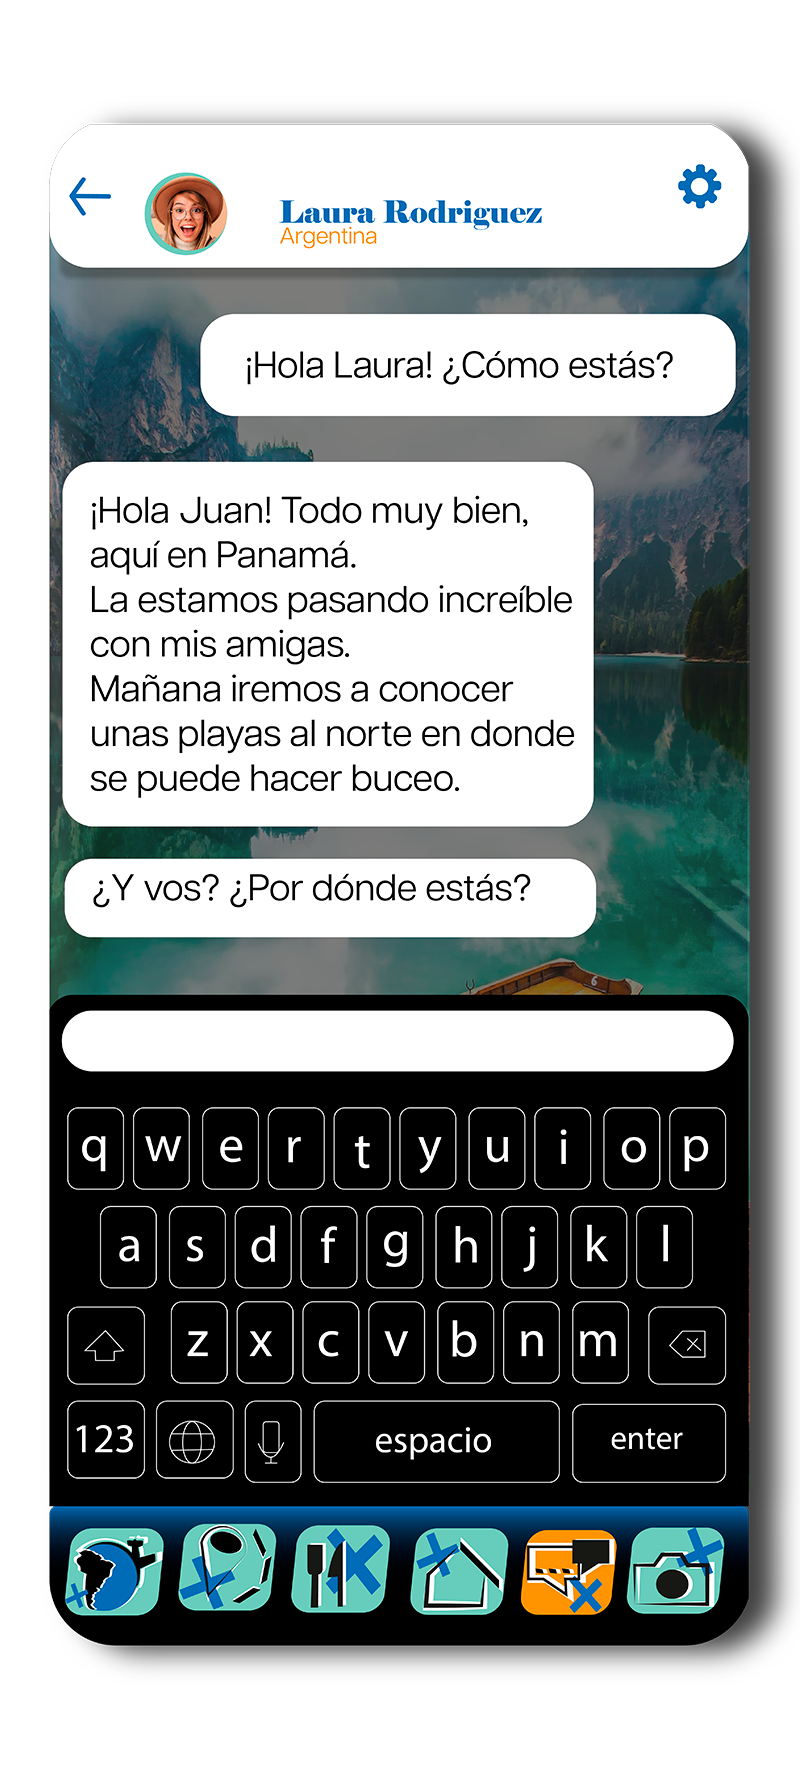 Laura Rodriguez
Argentina
¡Hola Laura! ¿Cómo estás?
¡Hola Juan! Todo muy bien,
aquí en Panamá.
La estamos pasando increíble
con mis amigas.
Mañana iremos a conocer
unas playas al norte en donde
se puede hacer buceo.
¿Y vos? ¿Por dónde estás?
6
q w e r t y u i o p
a s d f g h j k l
z x c v b n m
123 espacio enter